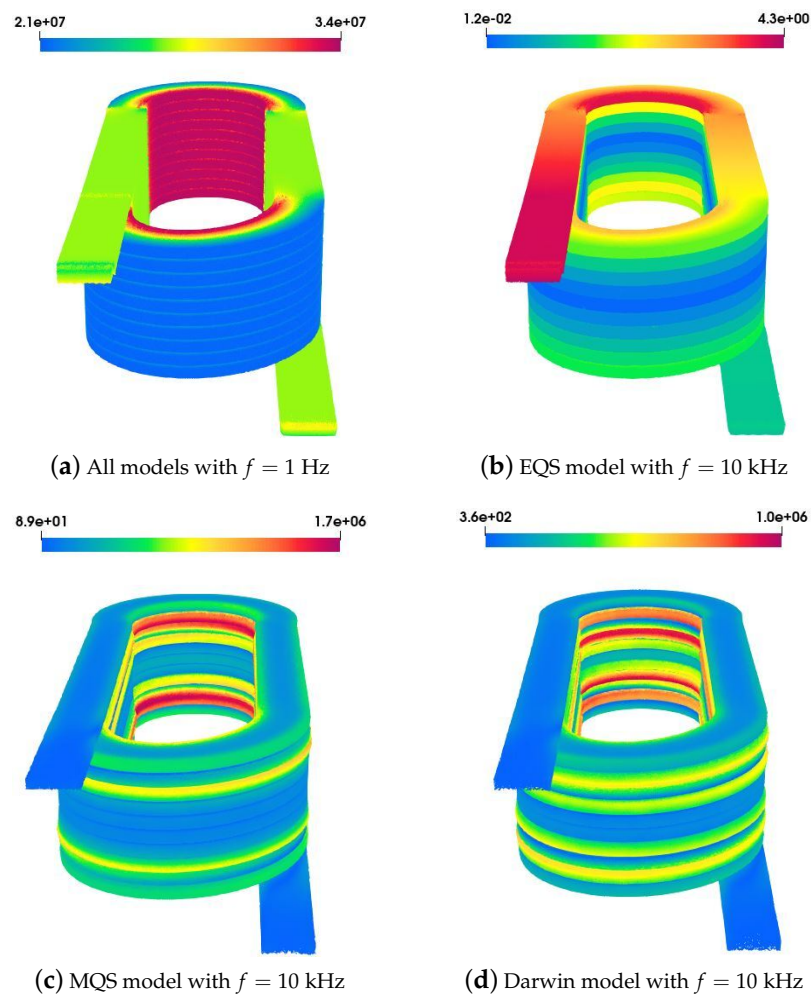 2.1e+07 3.4e+07
1.2e-02 4.3e+00
(a) All models with f = 1 Hz
(b) EQS model with f = 10 kHz
8.9e+01 1.7e+06
3.6e+02 1.0e+06
(c) MQS model with f = 10 kHz
(d) Darwin model with f = 10 kHz